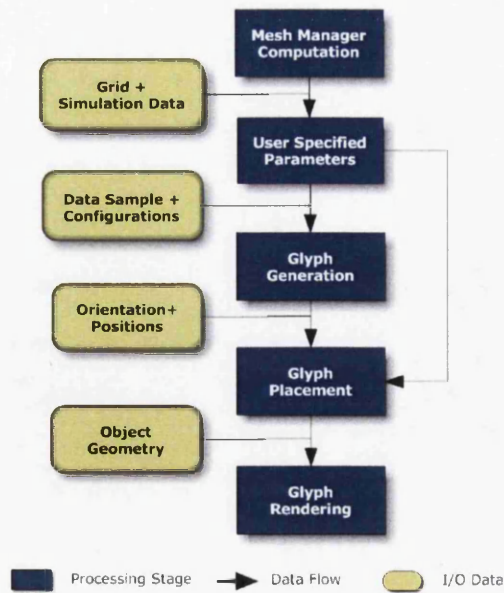 Mesh Manager
Computation
Grid +
Simulation Data
User Specified
Parameters
Data Sample +
Configurations
Glyph
Generation
Orientation+
Positions
Glyph
Placement
Object
Geometry
Glyph
Rendering
Processing Stage
Data Flow
I/O Data